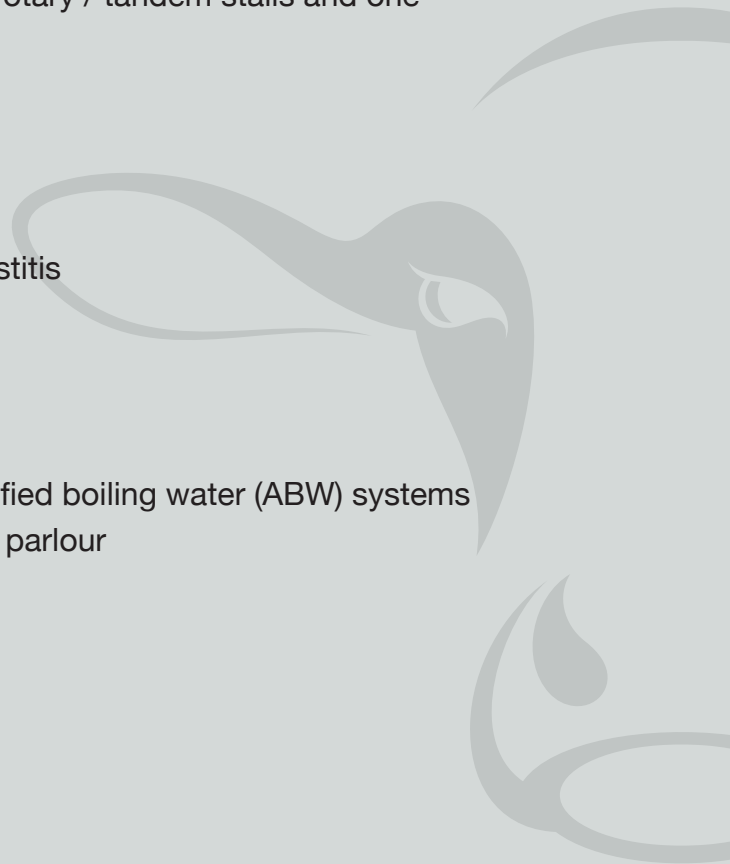 otary / tandem stalls and one
stitis
fied boiling water (ABW) systems
parlour